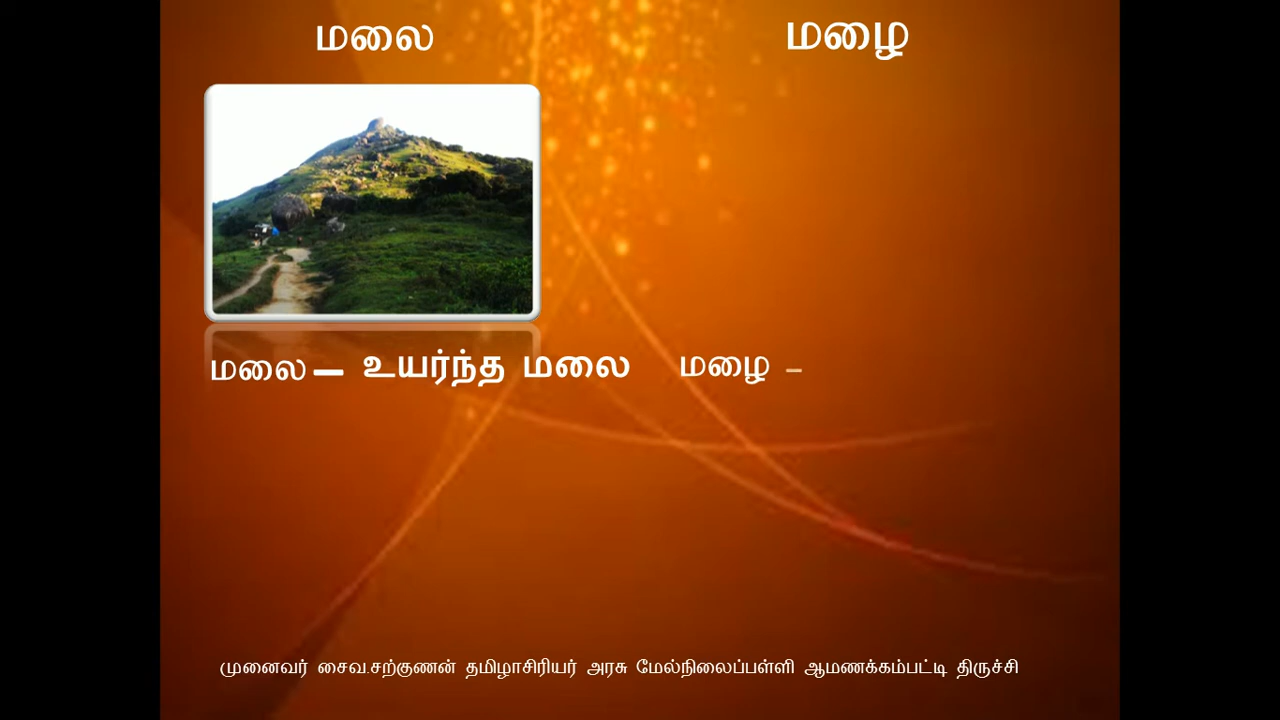 மலை மழை
மலை – உயர்ந்த மலை மழை –
முனைவர் சைவ.சற்குணன் தமிழாசிரியர் அரசு மேல்நிலைப்பள்ளி ஆமணக்கம்பட்டி திருச்சி